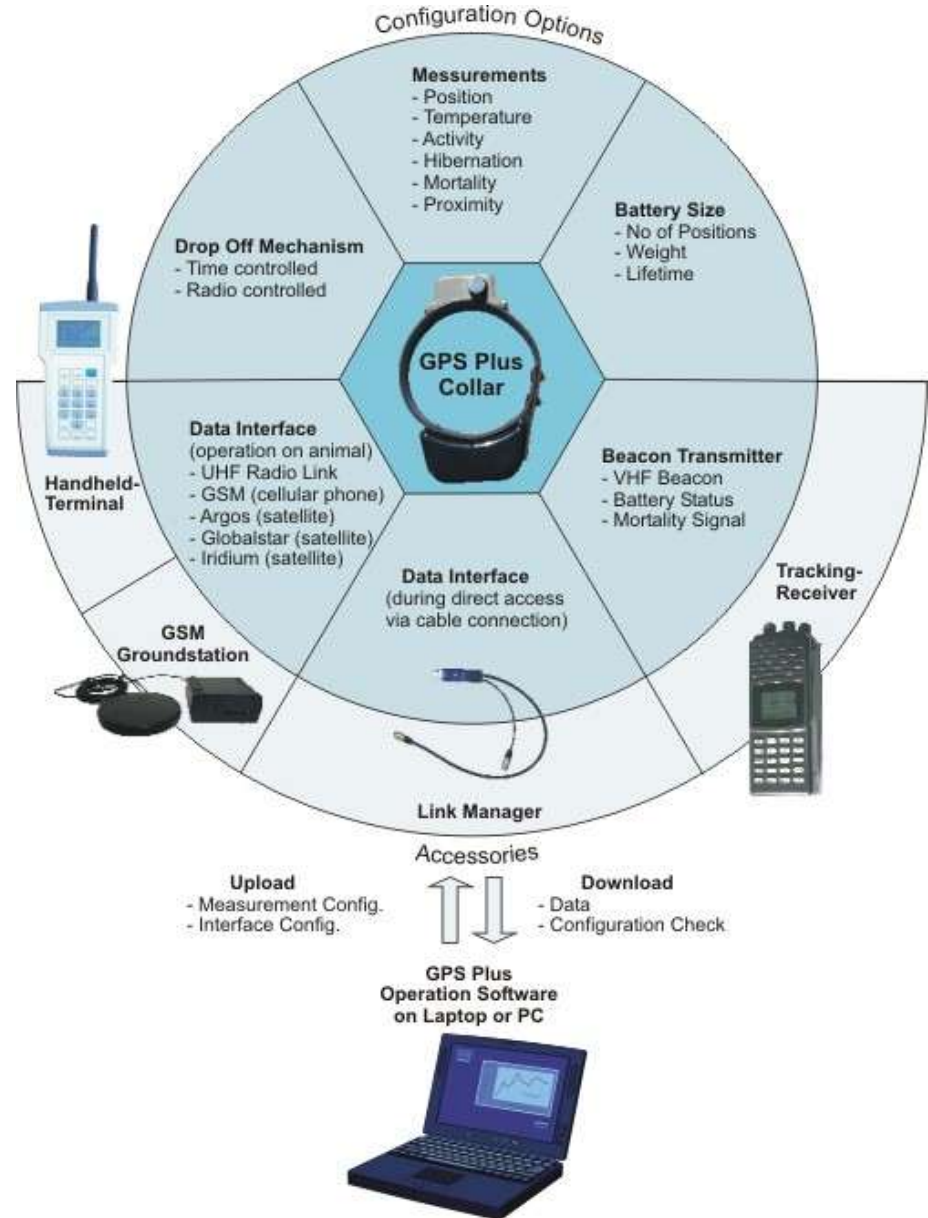 Configuration Options
Messurements
- Position
- Temperature
- Activity
- Hibernation
- Mortality
- Proximity
Battery Size
- No of Positions
- Weight
- Lifetime
Drop Off Mechanism
- Time controlled
- Radio controlled
GPS Plus
Collar
Data Interface
(operation on animal)
- UHF Radio Link
- GSM (cellular phone)
- Argos (satellite)
- Globalstar (satellite)
- Iridium (satellite)
Beacon Transmitter
- VHF Beacon
- Battery Status
- Mortality Signal
Handheld-
Terminal
Data Interface
(during direct access
via cable connection)
Tracking-
Receiver
GSM
Groundstation
Link Manager
Accessories
Upload
- Measurement Config.
- Interface Config.
Download
- Data
- Configuration Check
GPS Plus
Operation Software
on Laptop or PC